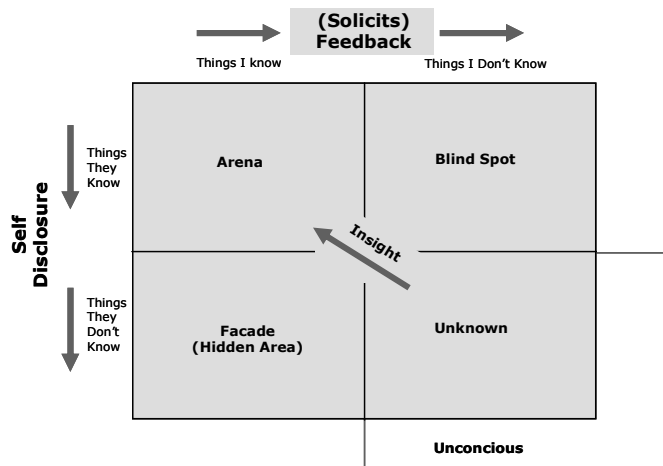 (Solicits)
Feedback
Things I know
Things I Don't Know
Self
Disclosure
Things
They
Know
Arena
Blind Spot
Insight
Things
They
Don't
Know
Facade
(Hidden Area)
Unknown
Unconcious